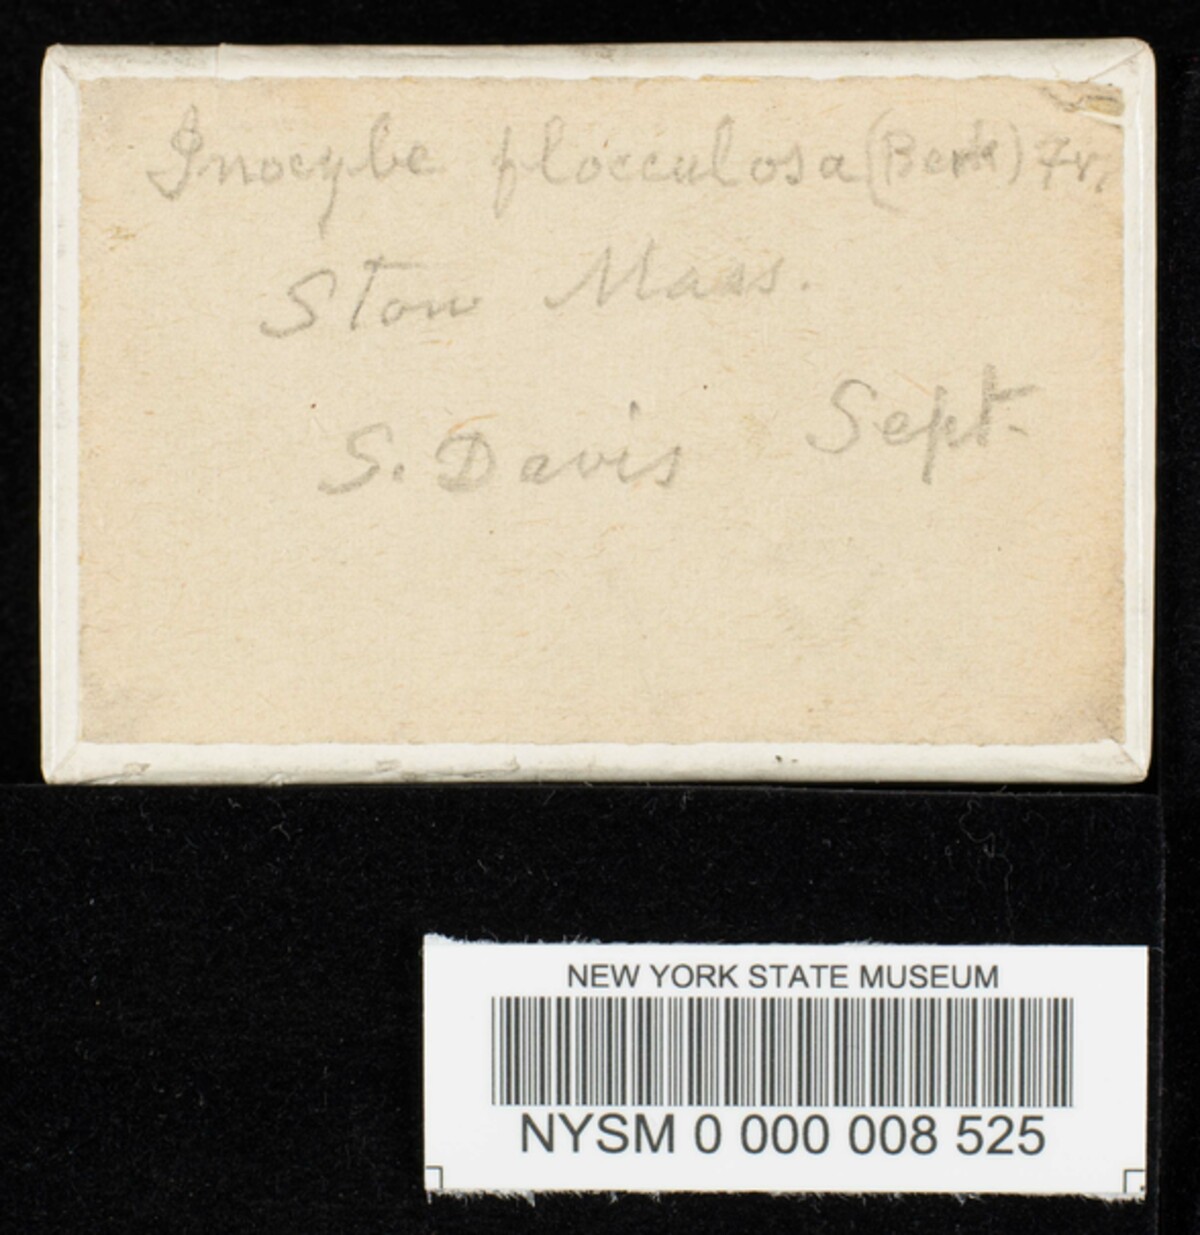 Inocybe flocculosa (Berk) Fr.
Stow Mass.
S. Davis Sept.
NEW YORK STATE MUSEUM
NYSM 0 000 008 525